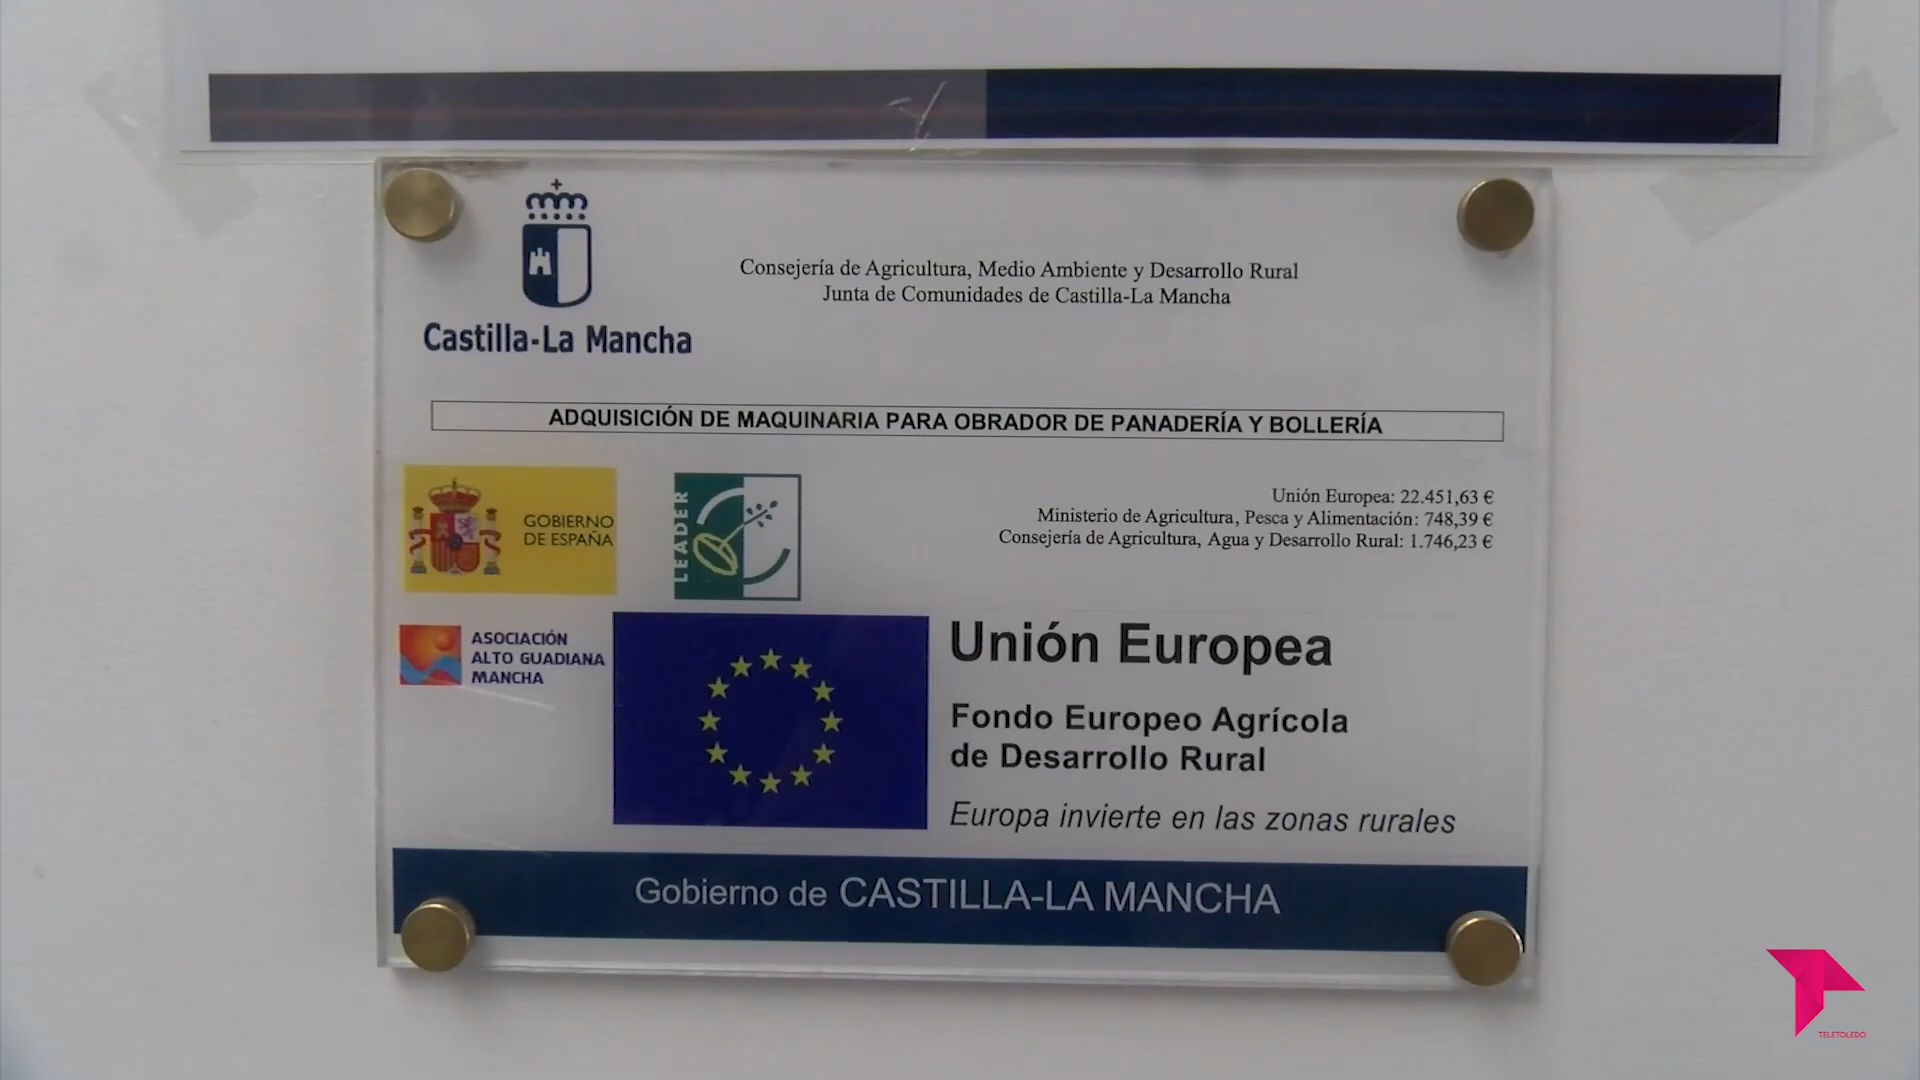 Castilla-La Mancha
Consejería de Agricultura, Medio Ambiente y Desarrollo Rural
Junta de Comunidades de Castilla-La Mancha
ADQUISICIÓN DE MAQUINARIA PARA OBRADOR DE PANADERÍA Y BOLLERÍA
GOBIERNO
DE ESPAÑA
LEADER
Unión Europea: 22.451,63 €
Ministerio de Agricultura, Pesca y Alimentación: 748,39 €
Consejería de Agricultura, Agua y Desarrollo Rural: 1.746,23 €
ASOCIACIÓN
ALTO GUADIANA
MANCHA
Unión Europea
Fondo Europeo Agrícola
de Desarrollo Rural
Europa invierte en las zonas rurales
Gobierno de CASTILLA-LA MANCHA
TELETOLEDO